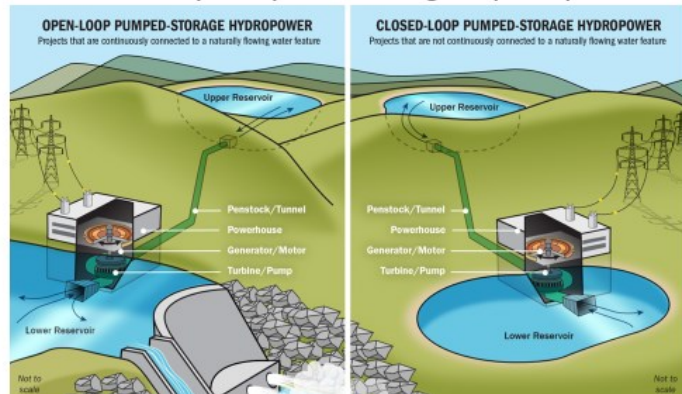 OPEN-LOOP PUMPED-STORAGE HYDROPOWER
Projects that are continuously connected to a naturally flowing water feature
Upper Reservoir
Penstock/Tunnel
Powerhouse
Generator/Motor
Turbine/Pump
Lower Reservoir
Not to
scale
CLOSED-LOOP PUMPED-STORAGE HYDROPOWER
Projects that are not continuously connected to a naturally flowing water feature
Upper Reservoir
Penstock/Tunnel
Powerhouse
Generator/Motor
Turbine/Pump
Lower Reservoir
Not to
scale